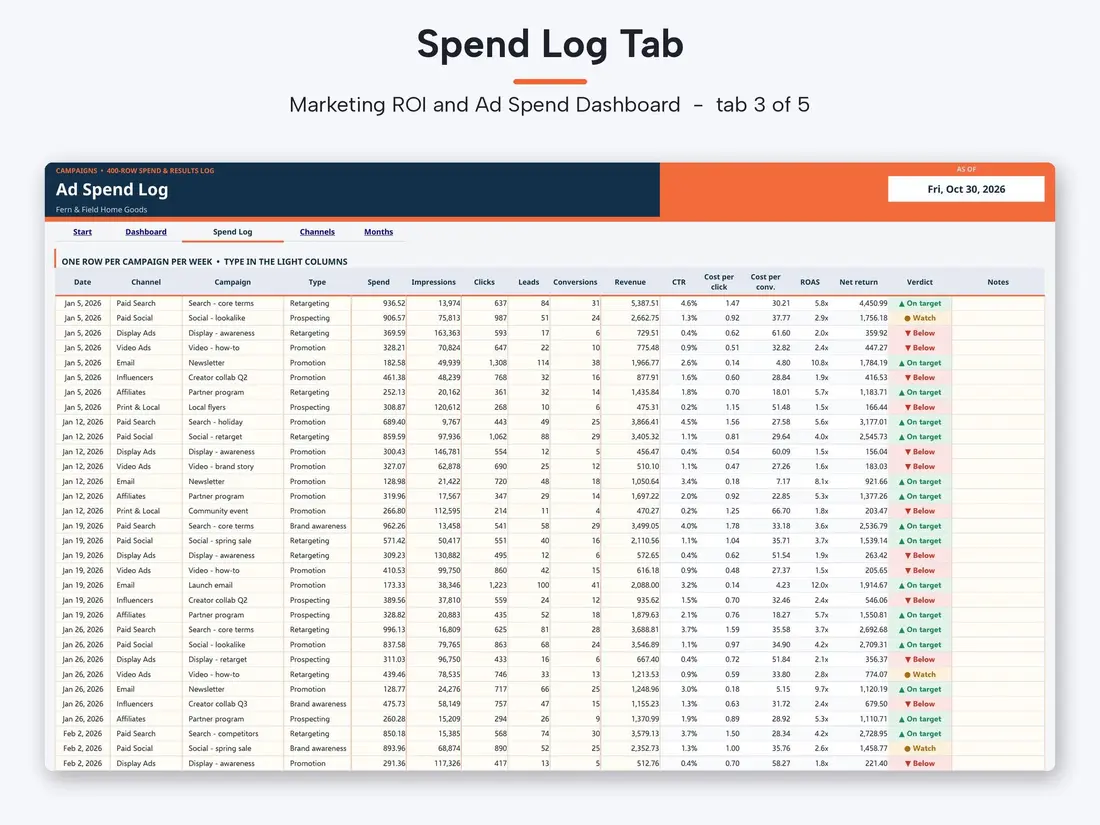 Spend Log Tab
Marketing ROI and Ad Spend Dashboard - tab 3 of 5
CAMPAIGNS • 400-ROW SPEND & RESULTS LOG
AS OF
Ad Spend Log
Fri, Oct 30, 2026
Fern & Field Home Goods
Start Dashboard Spend Log Channels Months
ONE ROW PER CAMPAIGN PER WEEK • TYPE IN THE LIGHT COLUMNS
Date Channel Campaign Type Spend Impressions Clicks Leads Conversions Revenue CTR Cost per click Cost per conv. ROAS Net return Verdict Notes
Jan 5, 2026 Paid Search Search - core terms Retargeting 936.52 13,974 637 84 31 5,387.51 4.6% 1.47 30.21 5.8x 4,450.99 ▲ On target
Jan 5, 2026 Paid Social Social - lookalike Prospecting 906.57 75,813 987 51 24 2,662.75 1.3% 0.92 37.77 2.9x 1,756.18 ● Watch
Jan 5, 2026 Display Ads Display - awareness Retargeting 369.59 163,363 593 17 6 729.51 0.4% 0.62 61.60 2.0x 359.92 ▼ Below
Jan 5, 2026 Video Ads Video - how-to Promotion 328.21 70,824 647 22 10 775.48 0.9% 0.51 32.82 2.4x 447.27 ▼ Below
Jan 5, 2026 Email Newsletter Promotion 182.58 49,939 1,308 114 38 1,966.77 2.6% 0.14 4.80 10.8x 1,784.19 ▲ On target
Jan 5, 2026 Influencers Creator collab Q2 Promotion 461.38 48,239 768 32 16 877.91 1.6% 0.60 28.84 1.9x 416.53 ▼ Below
Jan 5, 2026 Affiliates Partner program Promotion 252.13 20,162 361 32 14 1,435.84 1.8% 0.70 18.01 5.7x 1,183.71 ▲ On target
Jan 5, 2026 Print & Local Local flyers Prospecting 308.87 120,612 268 10 6 475.31 0.2% 1.15 51.48 1.5x 166.44 ▼ Below
Jan 12, 2026 Paid Search Search - holiday Promotion 689.40 9,767 443 49 25 3,866.41 4.5% 1.56 27.58 5.6x 3,177.01 ▲ On target
Jan 12, 2026 Paid Social Social - retarget Retargeting 859.59 97,936 1,062 88 29 3,405.32 1.1% 0.81 29.64 4.0x 2,545.73 ▲ On target
Jan 12, 2026 Display Ads Display - awareness Promotion 300.43 146,781 554 12 5 456.47 0.4% 0.54 60.09 1.5x 156.04 ▼ Below
Jan 12, 2026 Video Ads Video - brand story Promotion 327.07 62,878 690 25 12 510.10 1.1% 0.47 27.26 1.6x 183.03 ▼ Below
Jan 12, 2026 Email Newsletter Promotion 128.98 21,422 720 48 18 1,050.64 3.4% 0.18 7.17 8.1x 921.66 ▲ On target
Jan 12, 2026 Affiliates Partner program Promotion 319.96 17,567 347 29 14 1,697.22 2.0% 0.92 22.85 5.3x 1,377.26 ▲ On target
Jan 12, 2026 Print & Local Community event Promotion 266.80 112,595 214 11 4 470.27 0.2% 1.25 66.70 1.8x 203.47 ▼ Below
Jan 19, 2026 Paid Search Search - core terms Brand awareness 962.26 13,458 541 58 29 3,499.05 4.0% 1.78 33.18 3.6x 2,536.79 ▲ On target
Jan 19, 2026 Paid Social Social - spring sale Retargeting 571.42 50,417 551 40 16 2,110.56 1.1% 1.04 35.71 3.7x 1,539.14 ▲ On target
Jan 19, 2026 Display Ads Display - awareness Retargeting 309.23 130,882 495 12 6 572.65 0.4% 0.62 51.54 1.9x 263.42 ▼ Below
Jan 19, 2026 Video Ads Video - how-to Promotion 410.53 99,750 860 42 15 616.18 0.9% 0.48 27.37 1.5x 205.65 ▼ Below
Jan 19, 2026 Email Launch email Promotion 173.33 38,346 1,223 100 41 2,088.00 3.2% 0.14 4.23 12.0x 1,914.67 ▲ On target
Jan 19, 2026 Influencers Creator collab Q2 Prospecting 389.56 37,810 559 24 12 935.62 1.5% 0.70 32.46 2.4x 546.06 ▼ Below
Jan 19, 2026 Affiliates Partner program Prospecting 328.82 20,883 435 52 18 1,879.63 2.1% 0.76 18.27 5.7x 1,550.81 ▲ On target
Jan 26, 2026 Paid Search Search - core terms Retargeting 996.13 16,809 625 81 28 3,688.81 3.7% 1.59 35.58 3.7x 2,692.68 ▲ On target
Jan 26, 2026 Paid Social Social - lookalike Promotion 837.58 79,765 863 68 24 3,546.89 1.1% 0.97 34.90 4.2x 2,709.31 ▲ On target
Jan 26, 2026 Display Ads Display - retarget Prospecting 311.03 96,750 433 16 6 667.40 0.4% 0.72 51.84 2.1x 356.37 ▼ Below
Jan 26, 2026 Video Ads Video - how-to Retargeting 439.46 78,535 746 33 13 1,213.53 0.9% 0.59 33.80 2.8x 774.07 ● Watch
Jan 26, 2026 Email Newsletter Promotion 128.77 24,276 717 66 25 1,248.96 3.0% 0.18 5.15 9.7x 1,120.19 ▲ On target
Jan 26, 2026 Influencers Creator collab Q3 Brand awareness 475.73 58,149 757 47 15 1,155.23 1.3% 0.63 31.72 2.4x 679.50 ▼ Below
Jan 26, 2026 Affiliates Partner program Prospecting 260.28 15,209 294 26 9 1,370.99 1.9% 0.89 28.92 5.3x 1,110.71 ▲ On target
Feb 2, 2026 Paid Search Search - competitors Retargeting 850.18 15,385 568 74 30 3,579.13 3.7% 1.50 28.34 4.2x 2,728.95 ▲ On target
Feb 2, 2026 Paid Social Social - spring sale Brand awareness 893.96 68,874 890 52 25 2,352.73 1.3% 1.00 35.76 2.6x 1,458.77 ● Watch
Feb 2, 2026 Display Ads Display - awareness Promotion 291.36 117,326 417 13 5 512.76 0.4% 0.70 58.27 1.8x 221.40 ▼ Below